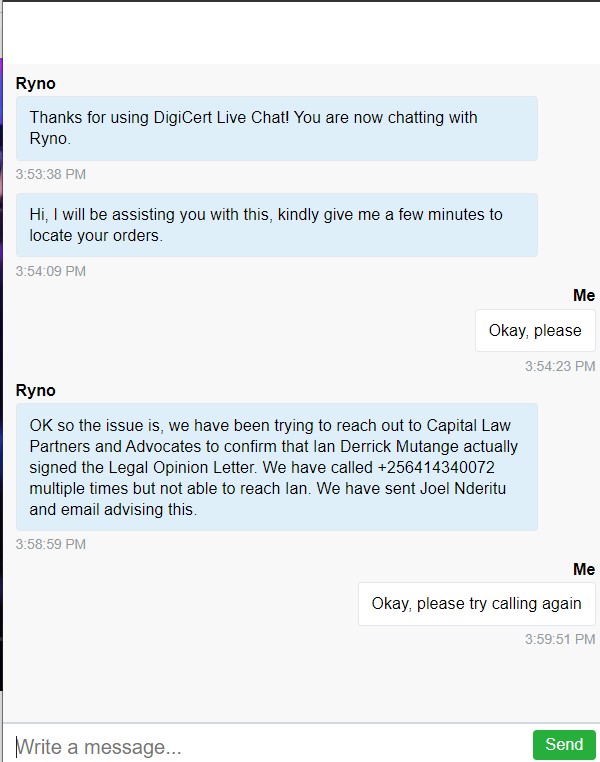 Ryno
Thanks for using DigiCert Live Chat! You are now chatting with
Ryno.
3:53:38 PM
Hi, I will be assisting you with this, kindly give me a few minutes to
locate your orders.
3:54:09 PM
Me
Okay, please
3:54:23 PM
Ryno
OK so the issue is, we have been trying to reach out to Capital Law
Partners and Advocates to confirm that Ian Derrick Mutange actually
signed the Legal Opinion Letter. We have called +256414340072
multiple times but not able to reach Ian. We have sent Joel Nderitu
and email advising this.
3:58:59 PM
Me
Okay, please try calling again
3:59:51 PM
Write a message...
Send